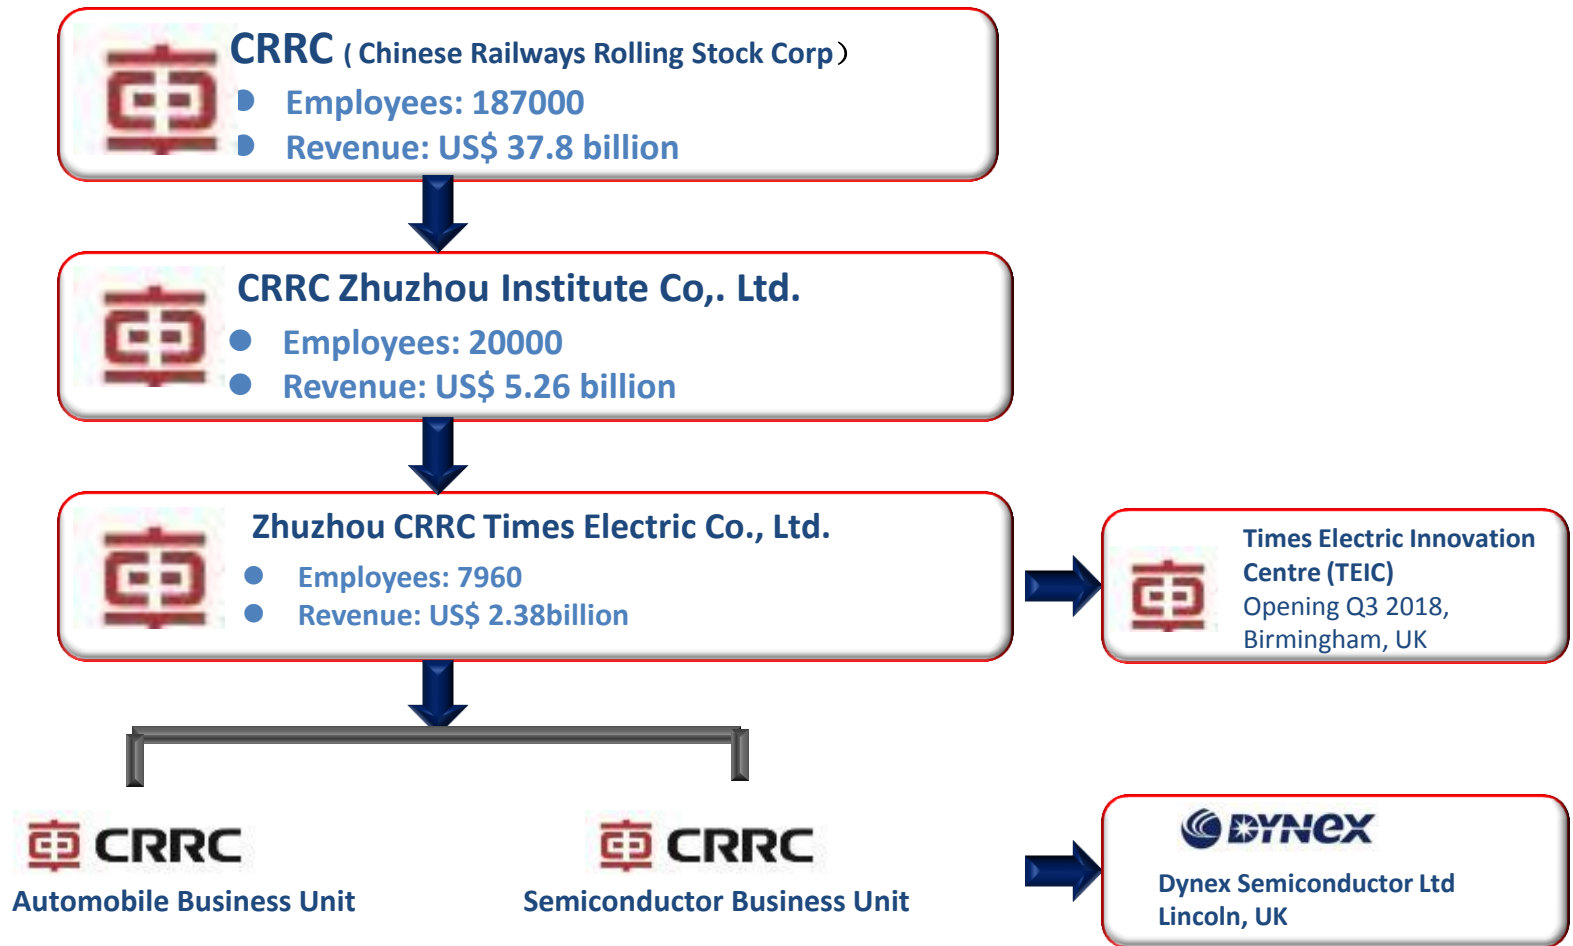 CRRC ( Chinese Railways Rolling Stock Corp）
Employees: 187000
Revenue: US$ 37.8 billion
CRRC Zhuzhou Institute Co,. Ltd.
Employees: 20000
Revenue: US$ 5.26 billion
Zhuzhou CRRC Times Electric Co., Ltd.
Employees: 7960
Revenue: US$ 2.38billion
Times Electric Innovation
Centre (TEIC)
Opening Q3 2018,
Birmingham, UK
CRRC
Automobile Business Unit
CRRC
Semiconductor Business Unit
DYNEX
Dynex Semiconductor Ltd
Lincoln, UK